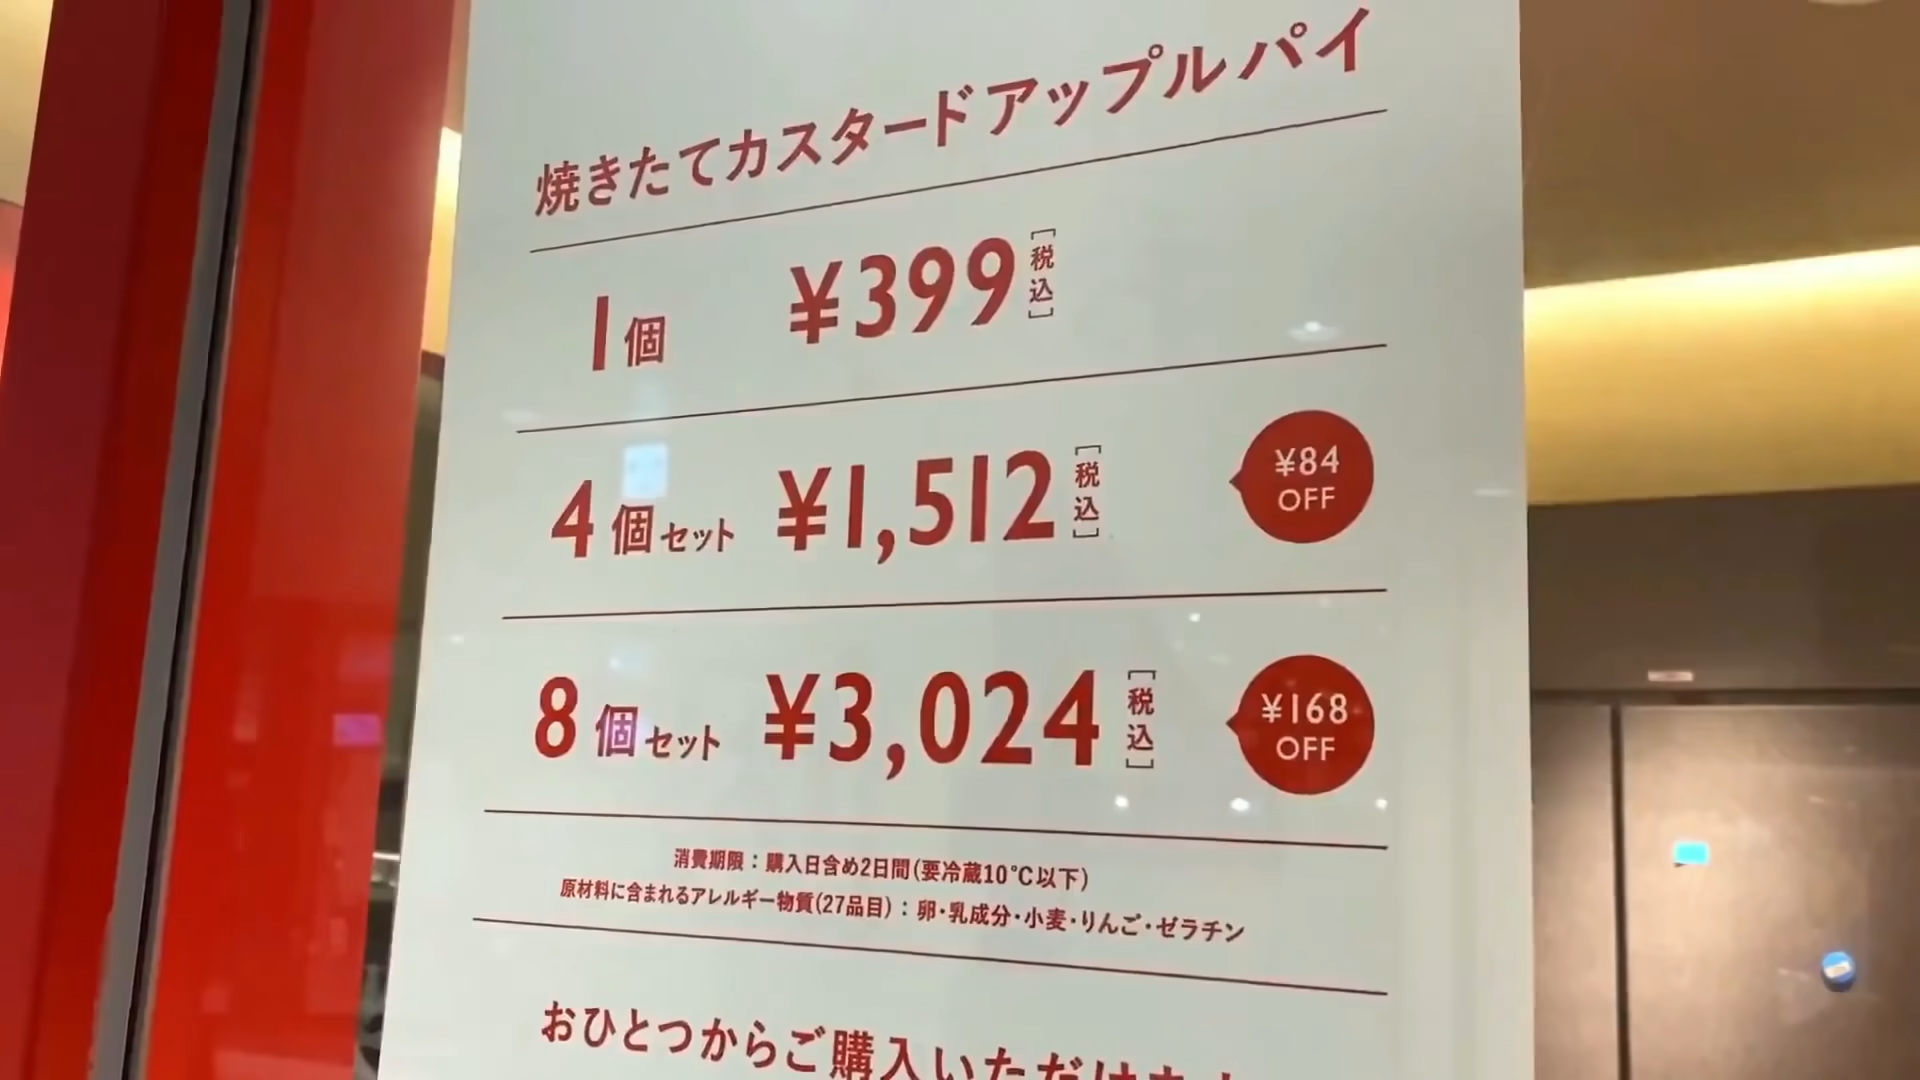 焼きたてカスタードアップルパイ
1個 ¥399 [税込]
4個セット ¥1,512 [税込] ¥84 OFF
8個セット ¥3,024 [税込] ¥168 OFF
消費期限：購入日含め2日間(要冷蔵10℃以下)
原材料に含まれるアレルギー物質(27品目)：卵・乳成分・小麦・りんご・ゼラチン
おひとつからご購入いただけます